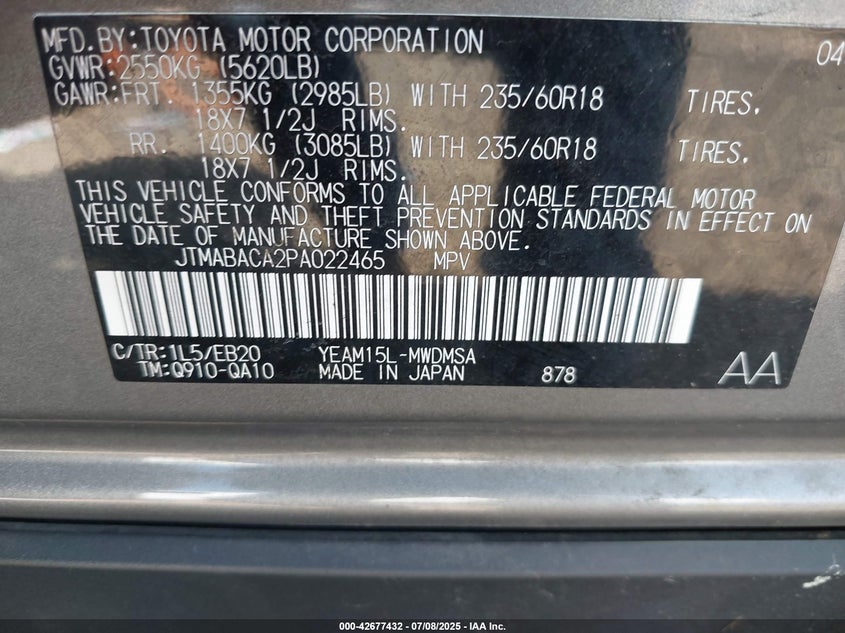 MFD. BY: TOYOTA MOTOR CORPORATION 04
GVWR: 2550KG (5620LB)
GAWR: FRT. 1355KG (2985LB) WITH 235/60R18 TIRES.
18X7 1/2J RIMS.
RR. 1400KG (3085LB) WITH 235/60R18 TIRES.
18X7 1/2J RIMS.
THIS VEHICLE CONFORMS TO ALL APPLICABLE FEDERAL MOTOR
VEHICLE SAFETY AND THEFT PREVENTION STANDARDS IN EFFECT ON
THE DATE OF MANUFACTURE SHOWN ABOVE.
JTMABACA2PA022465 MPV
C/TR: 1L5/EB20 YEAM15L-MWDMSA
TM: Q910-QA10 MADE IN JAPAN 878 AA
000-42677432 - 07/08/2025 - IAA Inc.